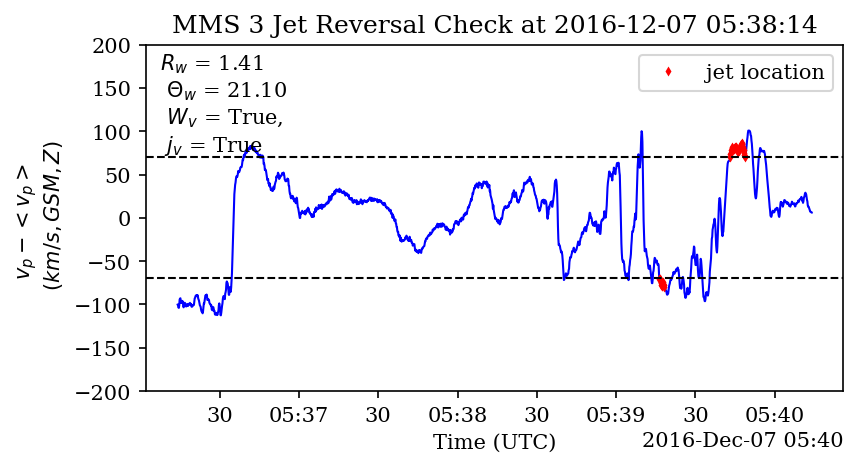 MMS 3 Jet Reversal Check at 2016-12-07 05:38:14
R_w = 1.41
Θ_w = 21.10
W_v = True,
j_v = True
jet location
200
150
100
50
0
−50
−100
−150
−200
v_p − < v_p >
(km/s, GSM, Z)
30 05:37 30 05:38 30 05:39 30 05:40
Time (UTC)
2016-Dec-07 05:40